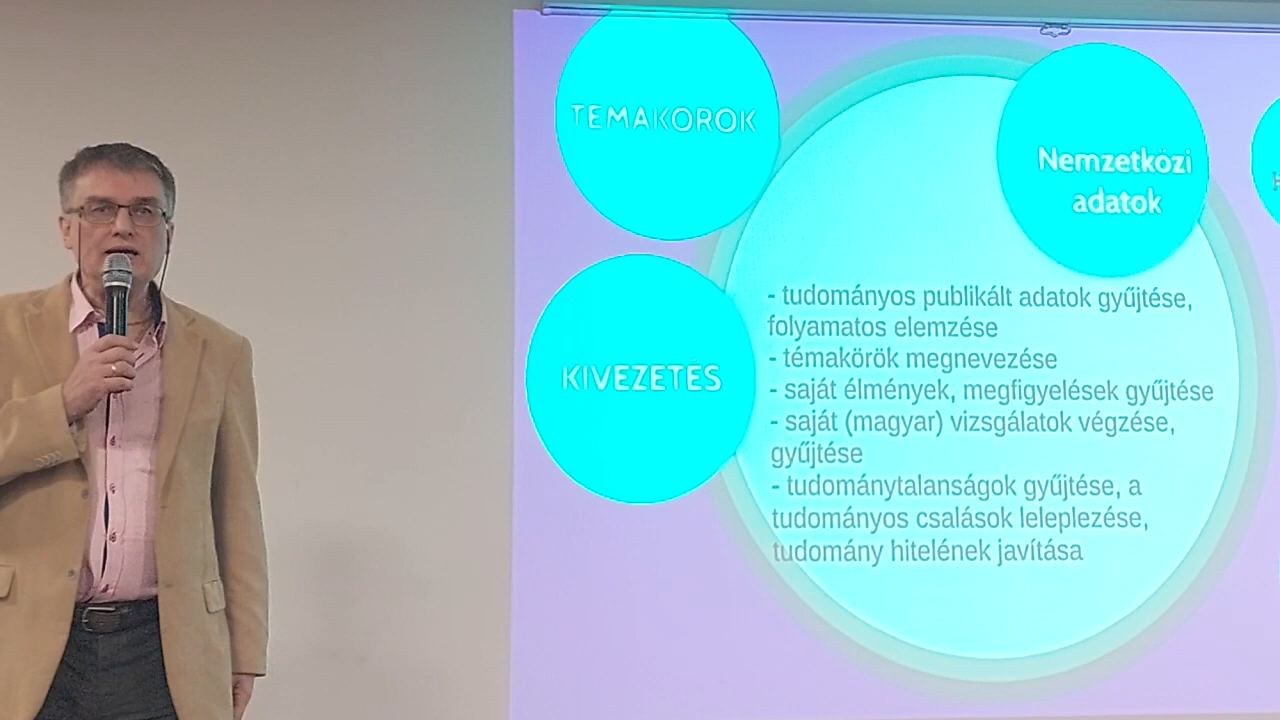 TEMAKOROK
Nemzetközi
adatok
KIVEZETÉS
- tudományos publikált adatok gyűjtése,
folyamatos elemzése
- témakörök megnevezése
- saját élmények, megfigyelések gyűjtése
- saját (magyar) vizsgálatok végzése,
gyűjtése
- tudománytalanságok gyűjtése, a
tudományos csalások leleplezése,
tudomány hitelének javítása